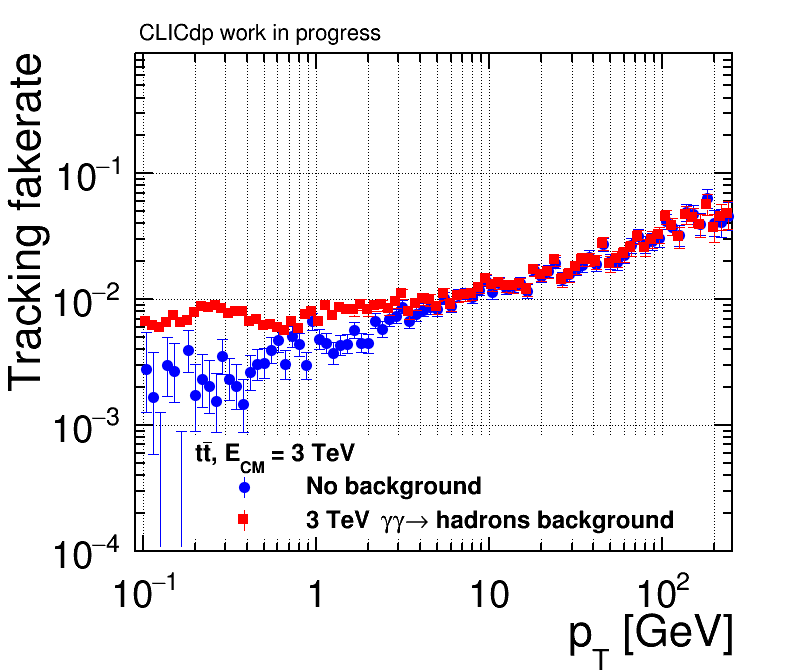 CLICdp work in progress
Tracking fakerate
10⁻¹
10⁻²
10⁻³
10⁻⁴
tt̄, E_CM = 3 TeV
No background
3 TeV γγ→ hadrons background
10⁻¹ 1 10 10²
p_T [GeV]